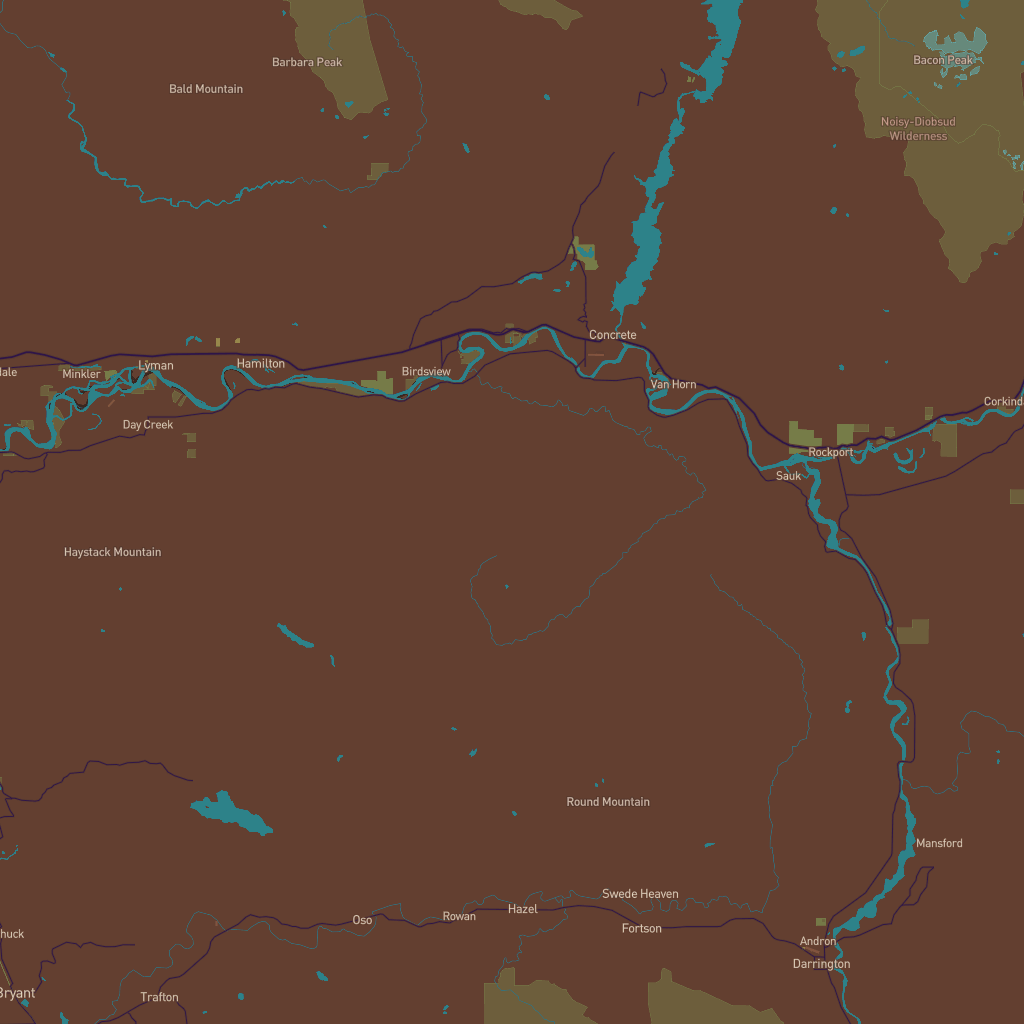 Barbara Peak
Bald Mountain
Bacon Peak
Noisy-Diobsud
Wilderness
Concrete
Lyman
Hamilton
Minkler
Birdsview
Van Horn
Corkind
Day Creek
Rockport
Sauk
Haystack Mountain
Round Mountain
Mansford
Swede Heaven
Hazel
Rowan
Oso
Fortson
Andron
Darrington
Bryant
Trafton